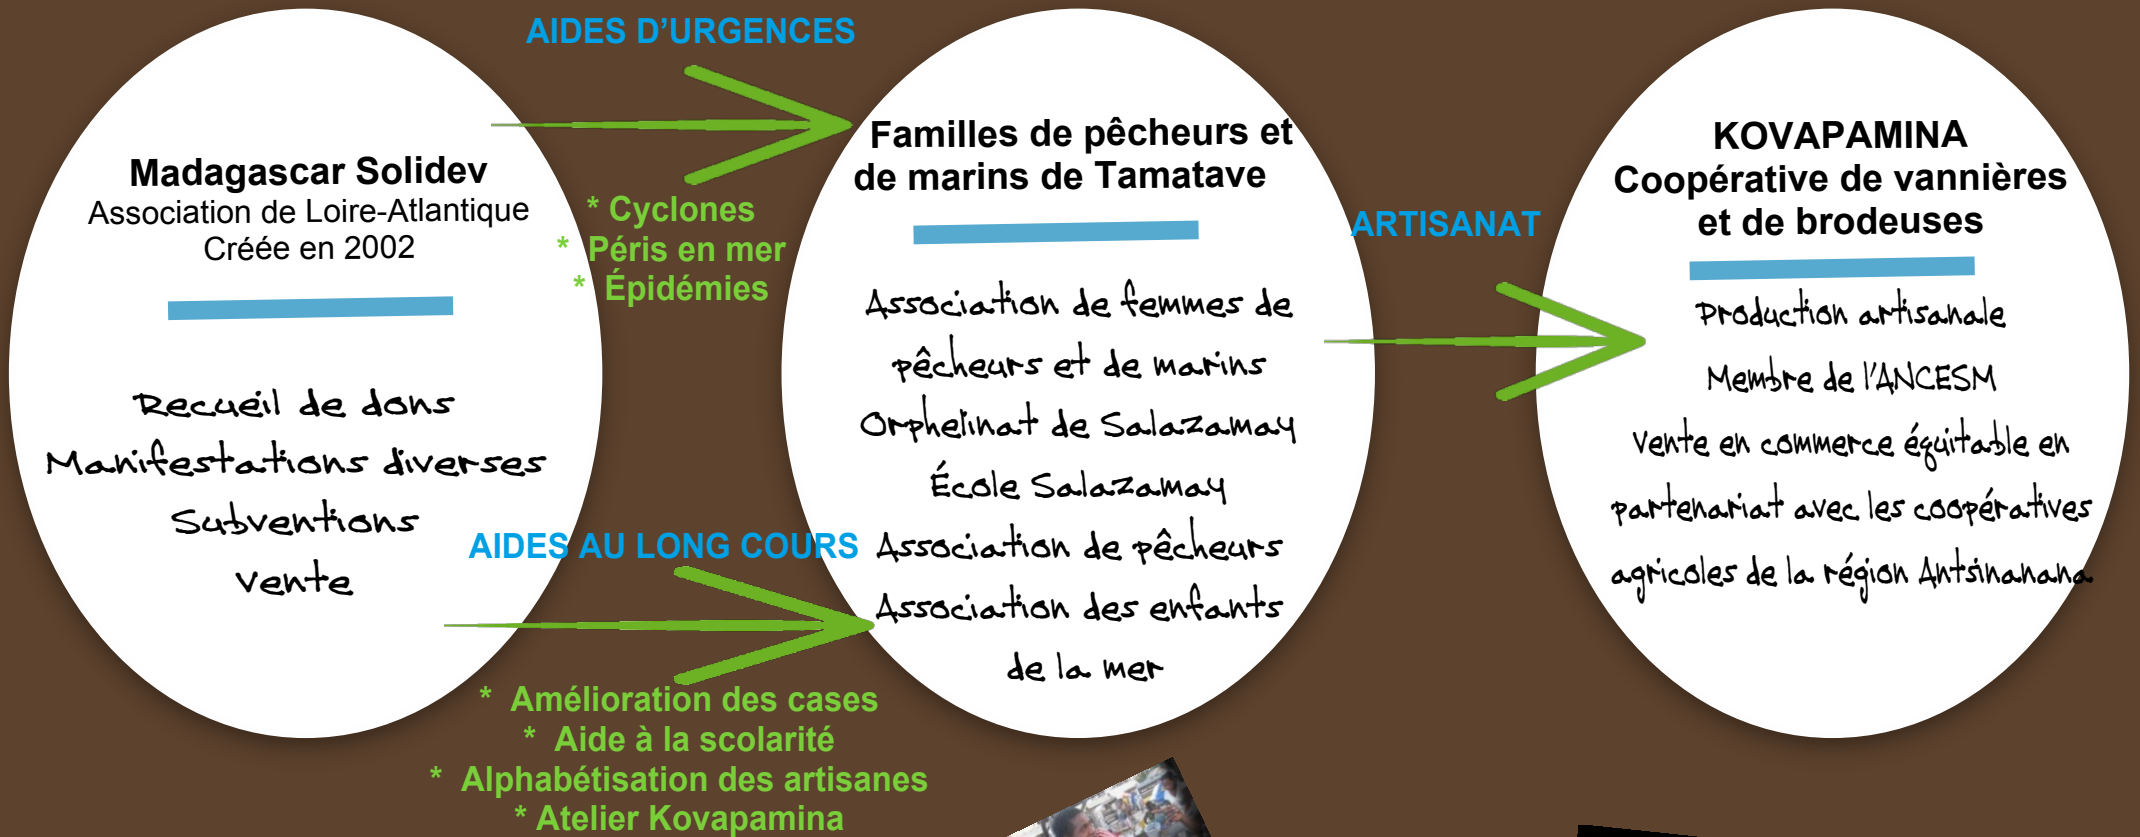 AIDES D'URGENCES
Madagascar Solidev
Association de Loire-Atlantique
Créée en 2002
Recueil de dons
Manifestations diverses
Subventions
Vente
* Cyclones
* Péris en mer
* Épidémies
AIDES AU LONG COURS
* Amélioration des cases
* Aide à la scolarité
* Alphabétisation des artisanes
* Atelier Kovapamina
Familles de pêcheurs et
de marins de Tamatave
Association de femmes de
pêcheurs et de marins
Orphelinat de Salazamay
École Salazamay
Association de pêcheurs
Association des enfants
de la mer
ARTISANAT
KOVAPAMINA
Coopérative de vannières
et de brodeuses
Production artisanale
Membre de l'ANCESM
Vente en commerce équitable en
partenariat avec les coopératives
agricoles de la région Antsinanana